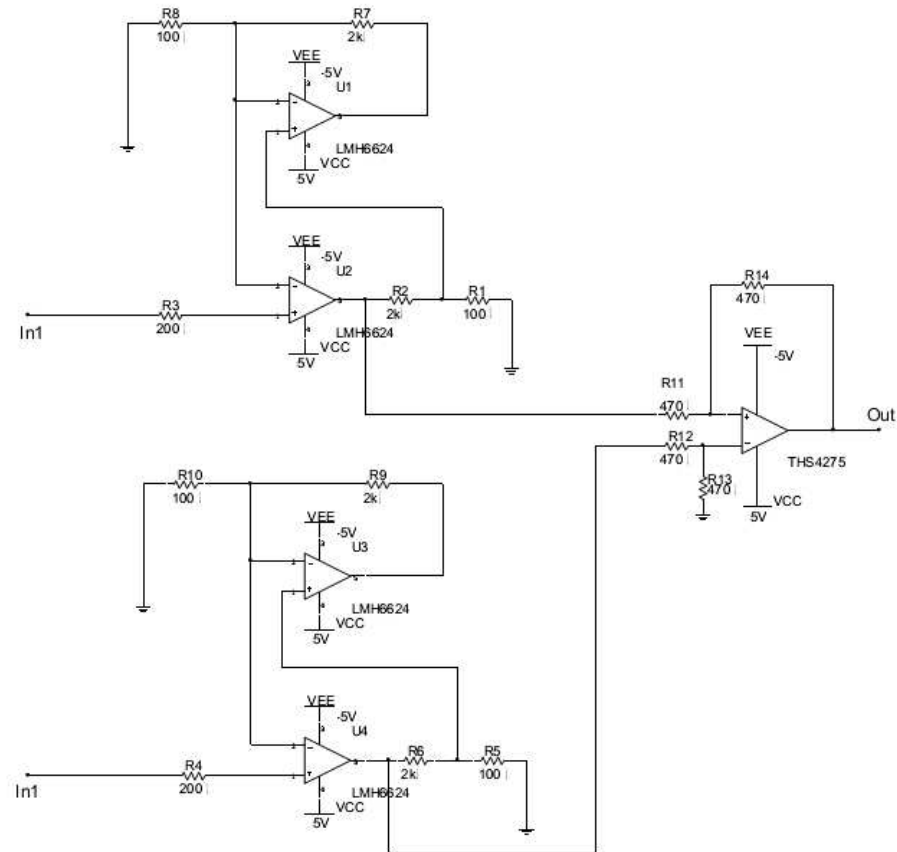 R8
100
R7
2k
VEE
-5V
U1
LMH6624
VCC
5V
VEE
-5V
U2
R3
200
In1
LMH6624
VCC
5V
R2
2k
R1
100
R14
470
VEE
-5V
R11
470
R12
470
R13
470
Out
THS4275
VCC
5V
R10
100
R9
2k
VEE
-5V
U3
LMH6624
VCC
5V
VEE
-5V
U4
R4
200
In1
LMH6624
VCC
5V
R6
2k
R5
100